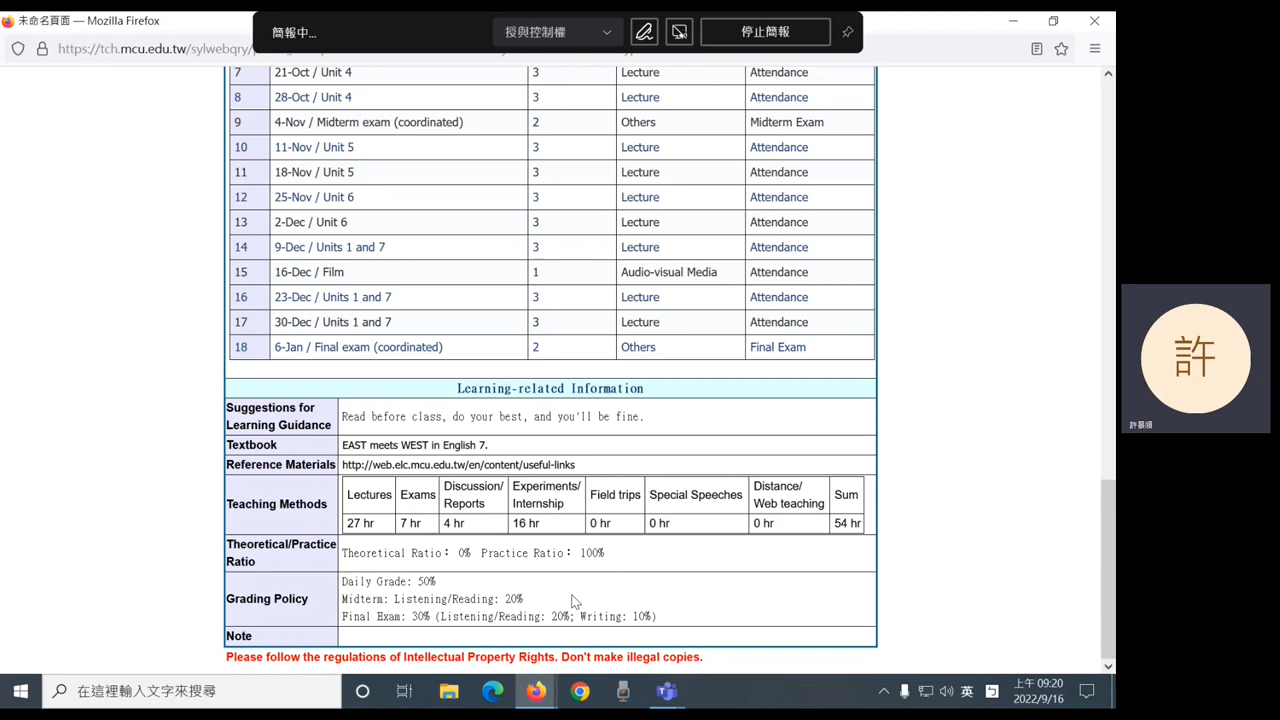 未命名頁面 — Mozilla Firefox
簡報中...
授與控制權
停止簡報
https://tch.mcu.edu.tw/sylwebqry/
7 21-Oct / Unit 4 3 Lecture Attendance
8 28-Oct / Unit 4 3 Lecture Attendance
9 4-Nov / Midterm exam (coordinated) 2 Others Midterm Exam
10 11-Nov / Unit 5 3 Lecture Attendance
11 18-Nov / Unit 5 3 Lecture Attendance
12 25-Nov / Unit 6 3 Lecture Attendance
13 2-Dec / Unit 6 3 Lecture Attendance
14 9-Dec / Units 1 and 7 3 Lecture Attendance
15 16-Dec / Film 1 Audio-visual Media Attendance
16 23-Dec / Units 1 and 7 3 Lecture Attendance
17 30-Dec / Units 1 and 7 3 Lecture Attendance
18 6-Jan / Final exam (coordinated) 2 Others Final Exam
Learning-related Information
Suggestions for Learning Guidance Read before class, do your best, and you'll be fine.
Textbook EAST meets WEST in English 7.
Reference Materials http://web.elc.mcu.edu.tw/en/content/useful-links
Teaching Methods
Lectures Exams Discussion/ Reports Experiments/ Internship Field trips Special Speeches Distance/ Web teaching Sum
27 hr 7 hr 4 hr 16 hr 0 hr 0 hr 0 hr 54 hr
Theoretical/Practice Ratio Theoretical Ratio： 0% Practice Ratio： 100%
Grading Policy
Daily Grade: 50%
Midterm: Listening/Reading: 20%
Final Exam: 30% (Listening/Reading: 20%; Writing: 10%)
Note
Please follow the regulations of Intellectual Property Rights. Don't make illegal copies.
許
許景順
在這裡輸入文字來搜尋
英
上午 09:20
2022/9/16